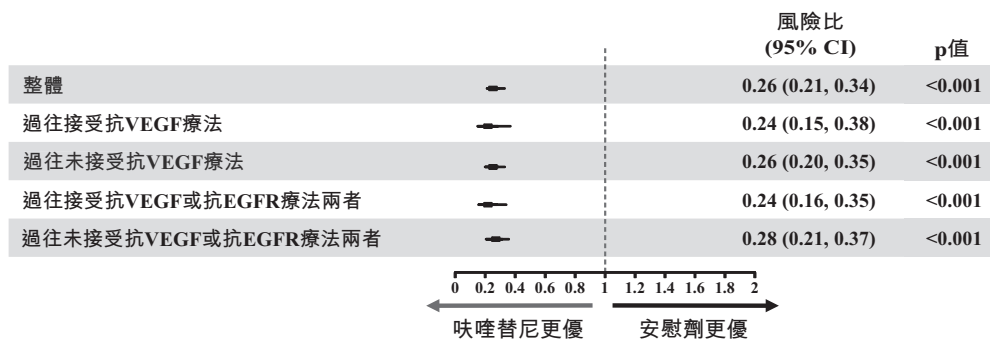 風險比
(95% CI) p值
整體 0.26 (0.21, 0.34) <0.001
過往接受抗VEGF療法 0.24 (0.15, 0.38) <0.001
過往未接受抗VEGF療法 0.26 (0.20, 0.35) <0.001
過往接受抗VEGF或抗EGFR療法兩者 0.24 (0.16, 0.35) <0.001
過往未接受抗VEGF或抗EGFR療法兩者 0.28 (0.21, 0.37) <0.001
0 0.2 0.4 0.6 0.8 1 1.2 1.4 1.6 1.8 2
呋喹替尼更優 安慰劑更優